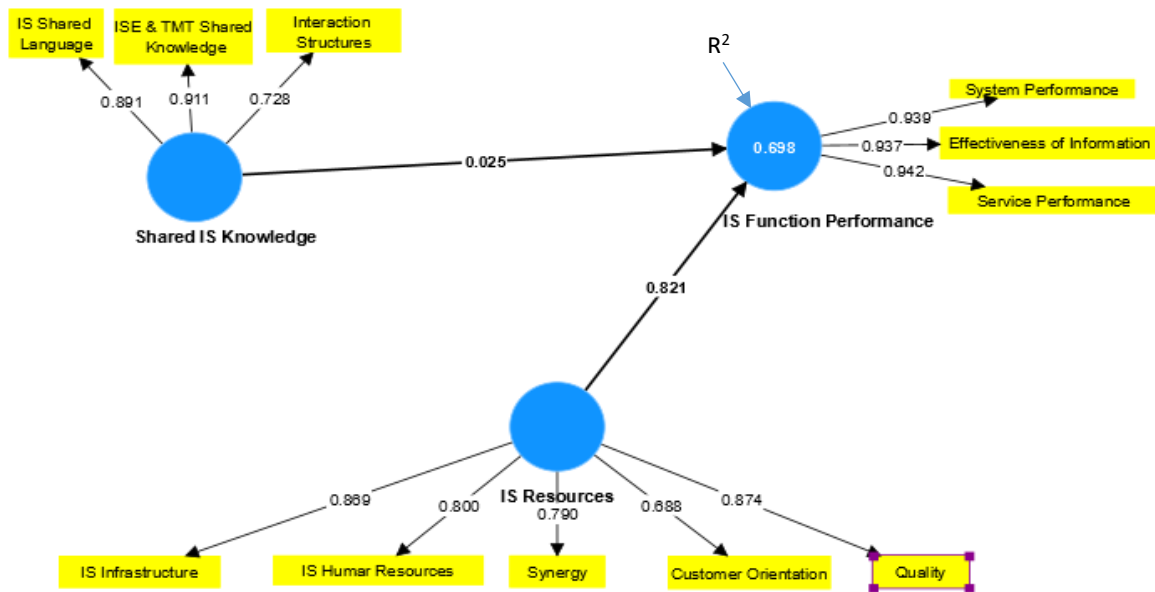 IS Shared
Language
ISE & TMT Shared
Knowledge
Interaction
Structures
R²
0.891
0.911
0.728
System Performance
0.939
0.698
0.937
Effectiveness of Information
0.025
0.942
Service Performance
IS Function Performance
Shared IS Knowledge
0.821
IS Resources
0.869
0.800
0.790
0.688
0.874
IS Infrastructure
IS Humar Resources
Synergy
Customer Orientation
Quality